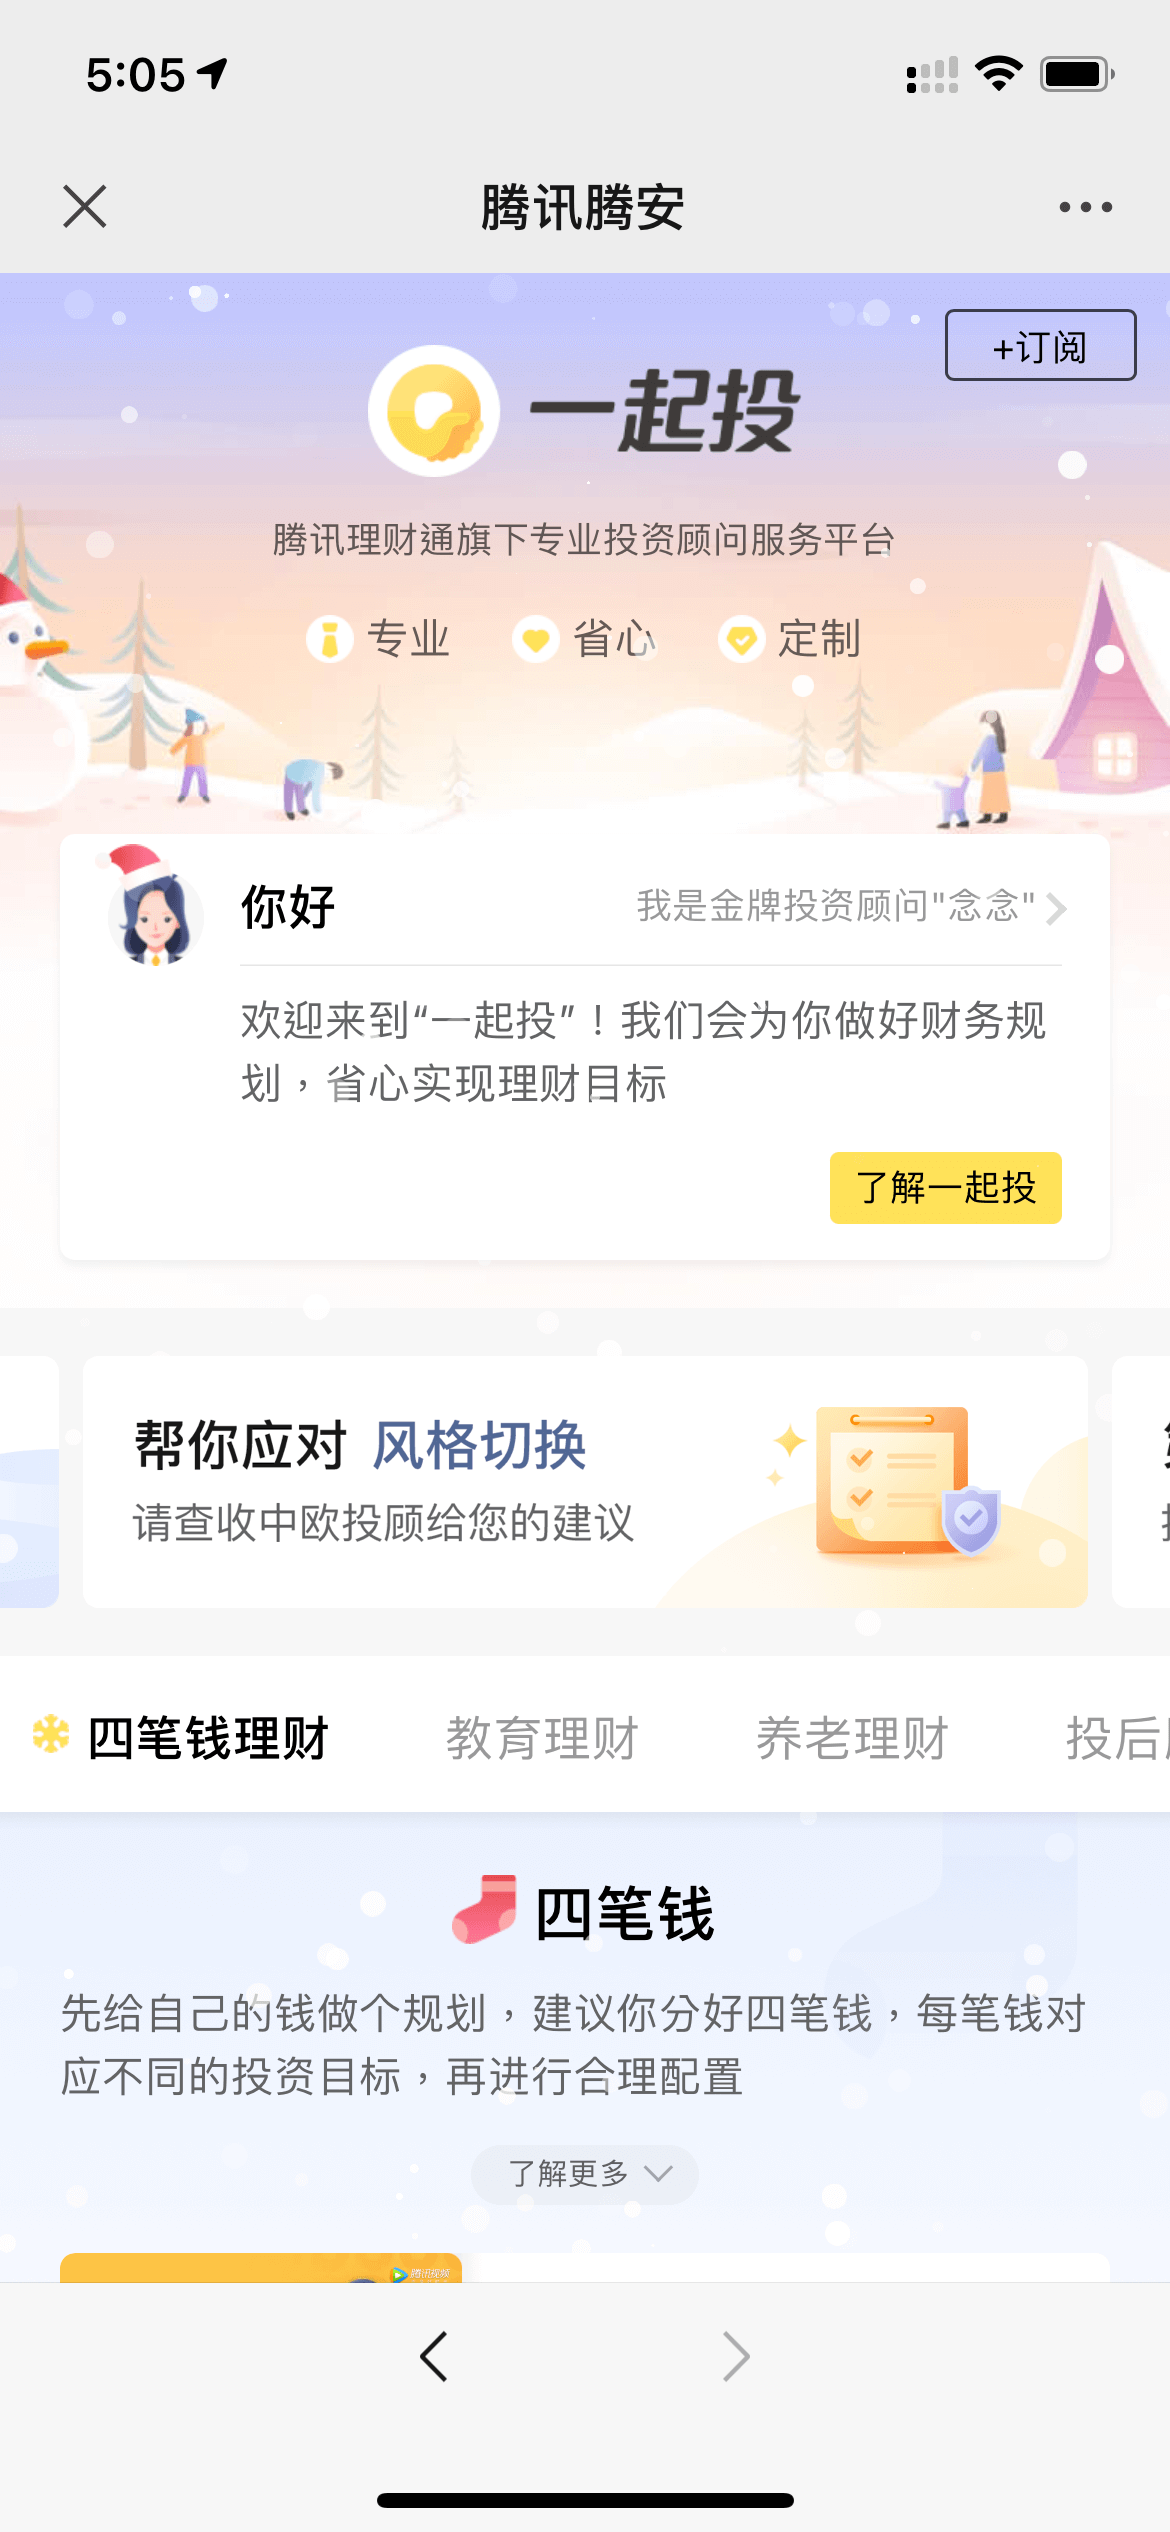 5:05
腾讯腾安
+订阅
一起投
腾讯理财通旗下专业投资顾问服务平台
专业 省心 定制
你好 我是金牌投资顾问"念念"
欢迎来到“一起投”！我们会为你做好财务规
划，省心实现理财目标
了解一起投
帮你应对 风格切换
请查收中欧投顾给您的建议
四笔钱理财 教育理财 养老理财 投后
四笔钱
先给自己的钱做个规划，建议你分好四笔钱，每笔钱对
应不同的投资目标，再进行合理配置
了解更多
腾讯视频